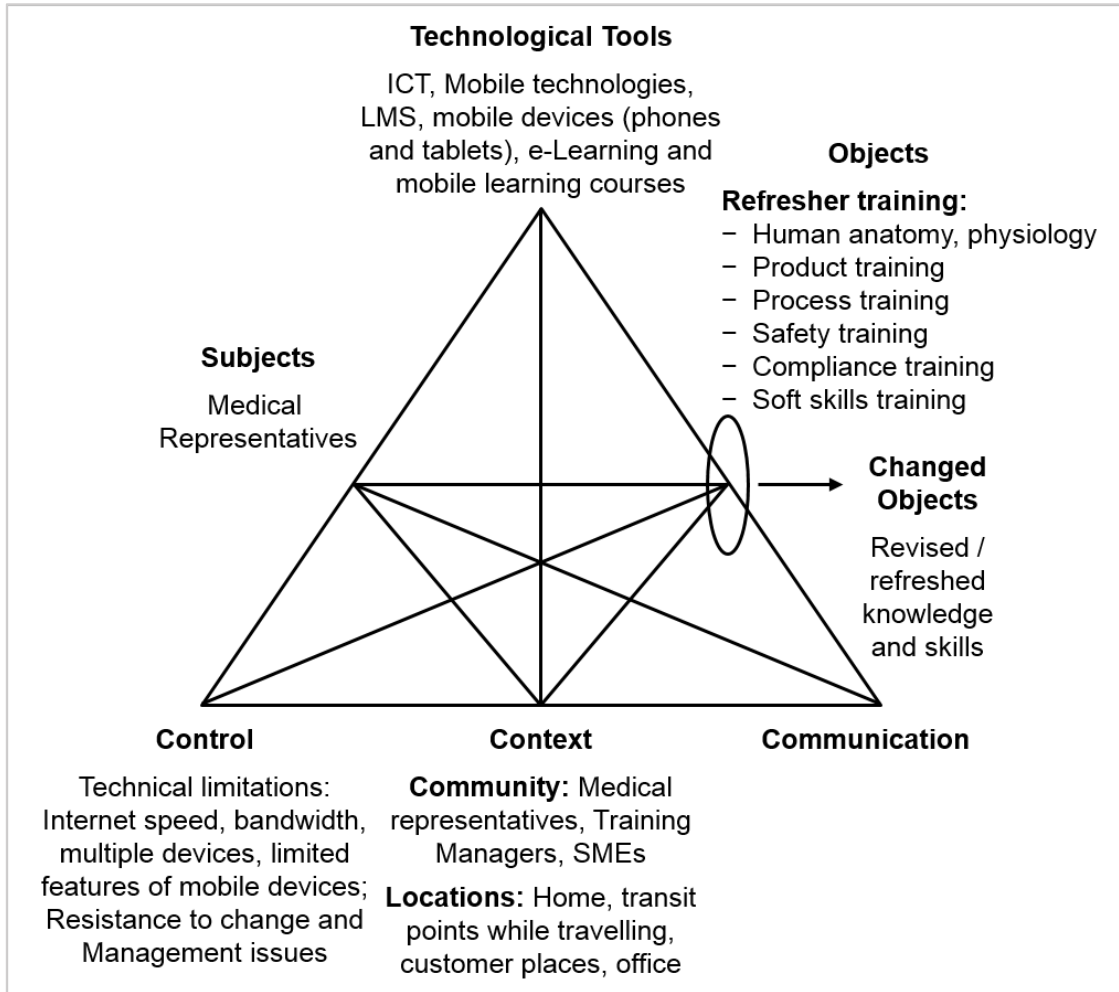 Technological Tools
ICT, Mobile technologies,
LMS, mobile devices (phones
and tablets), e-Learning and
mobile learning courses
Objects
Refresher training:
− Human anatomy, physiology
− Product training
− Process training
− Safety training
− Compliance training
− Soft skills training
Subjects
Medical
Representatives
Changed
Objects
Revised /
refreshed
knowledge
and skills
Control
Technical limitations:
Internet speed, bandwidth,
multiple devices, limited
features of mobile devices;
Resistance to change and
Management issues
Context
Community: Medical
representatives, Training
Managers, SMEs
Locations: Home, transit
points while travelling,
customer places, office
Communication